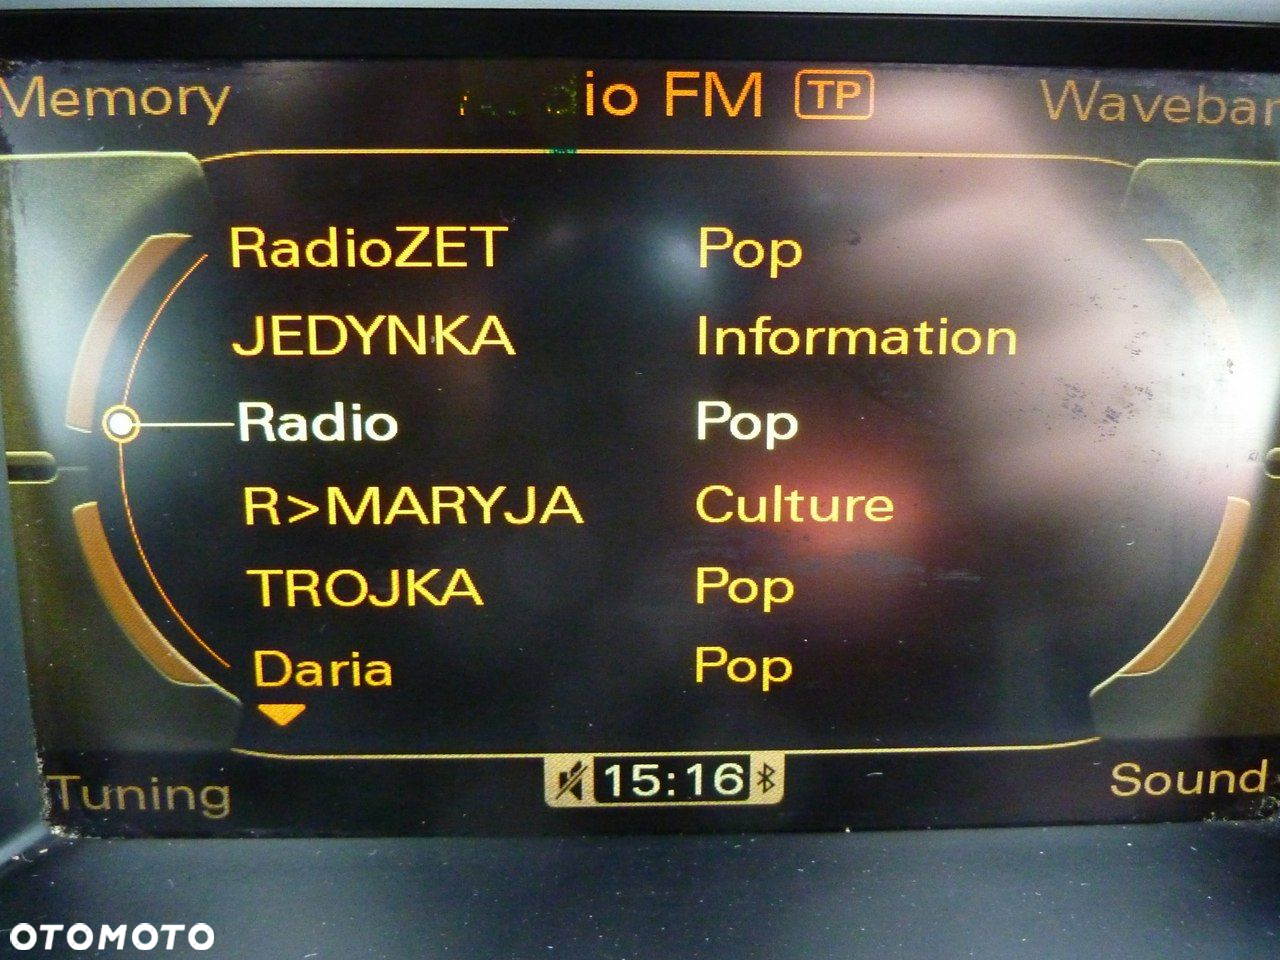 Memory
io FM TP
Waveban
RadioZET Pop
JEDYNKA Information
Radio Pop
R>MARYJA Culture
TROJKA Pop
Daria Pop
Tuning
15:16
Sound
OTOMOTO